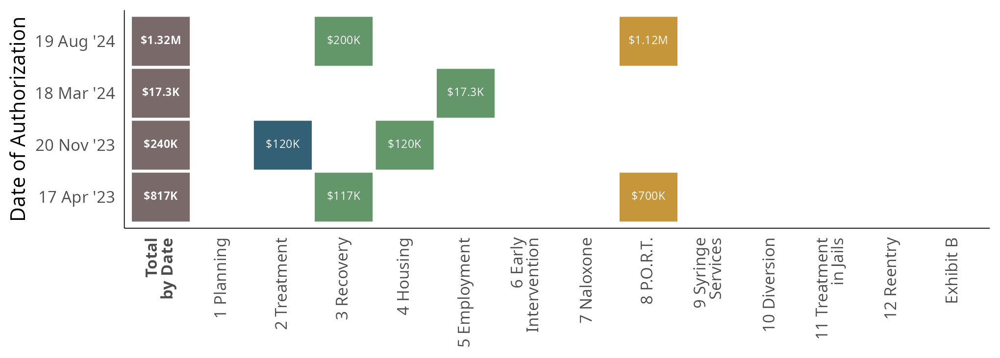 Date of Authorization
19 Aug '24
$1.32M
$200K
$1.12M
18 Mar '24
$17.3K
$17.3K
20 Nov '23
$240K
$120K
$120K
17 Apr '23
$817K
$117K
$700K
Total
by Date
1 Planning
2 Treatment
3 Recovery
4 Housing
5 Employment
6 Early
Intervention
7 Naloxone
8 P.O.R.T.
9 Syringe
Services
10 Diversion
11 Treatment
in Jails
12 Reentry
Exhibit B